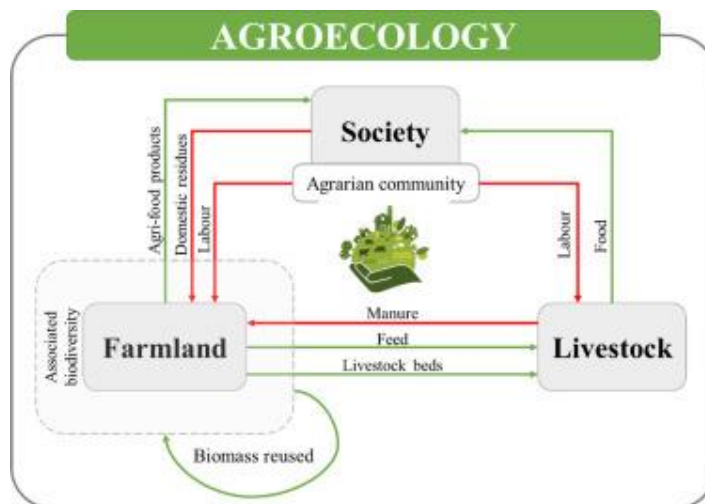 AGROECOLOGY
Society
Agrarian community
Agri-food products
Domestic residues
Labour
Labour
Food
Associated
biodiversity
Farmland
Manure
Feed
Livestock beds
Livestock
Biomass reused